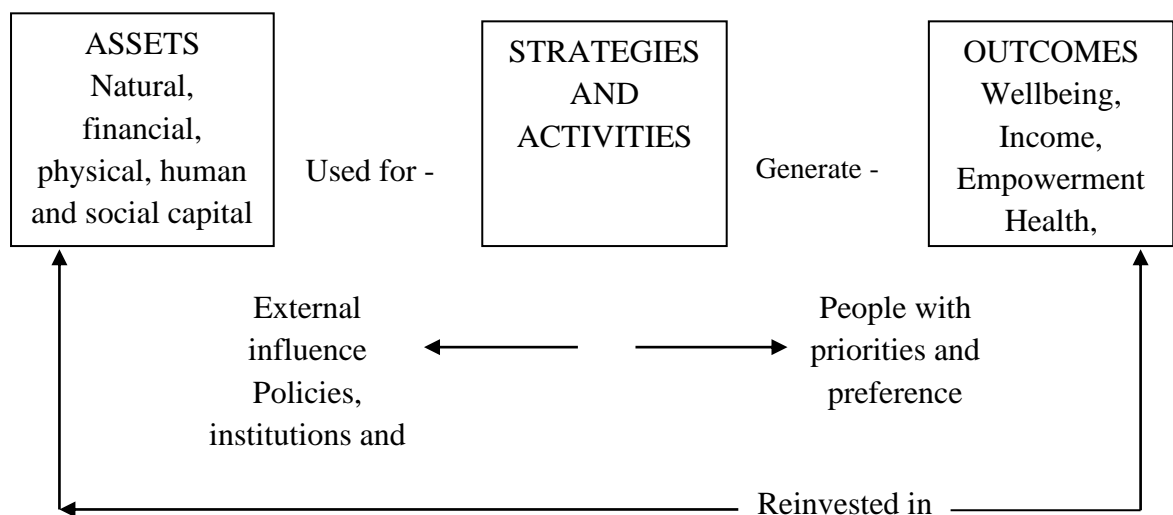 ASSETS
Natural,
financial,
physical, human
and social capital
Used for -
STRATEGIES
AND
ACTIVITIES
Generate -
OUTCOMES
Wellbeing,
Income,
Empowerment
Health,
External
influence
Policies,
institutions and
People with
priorities and
preference
Reinvested in